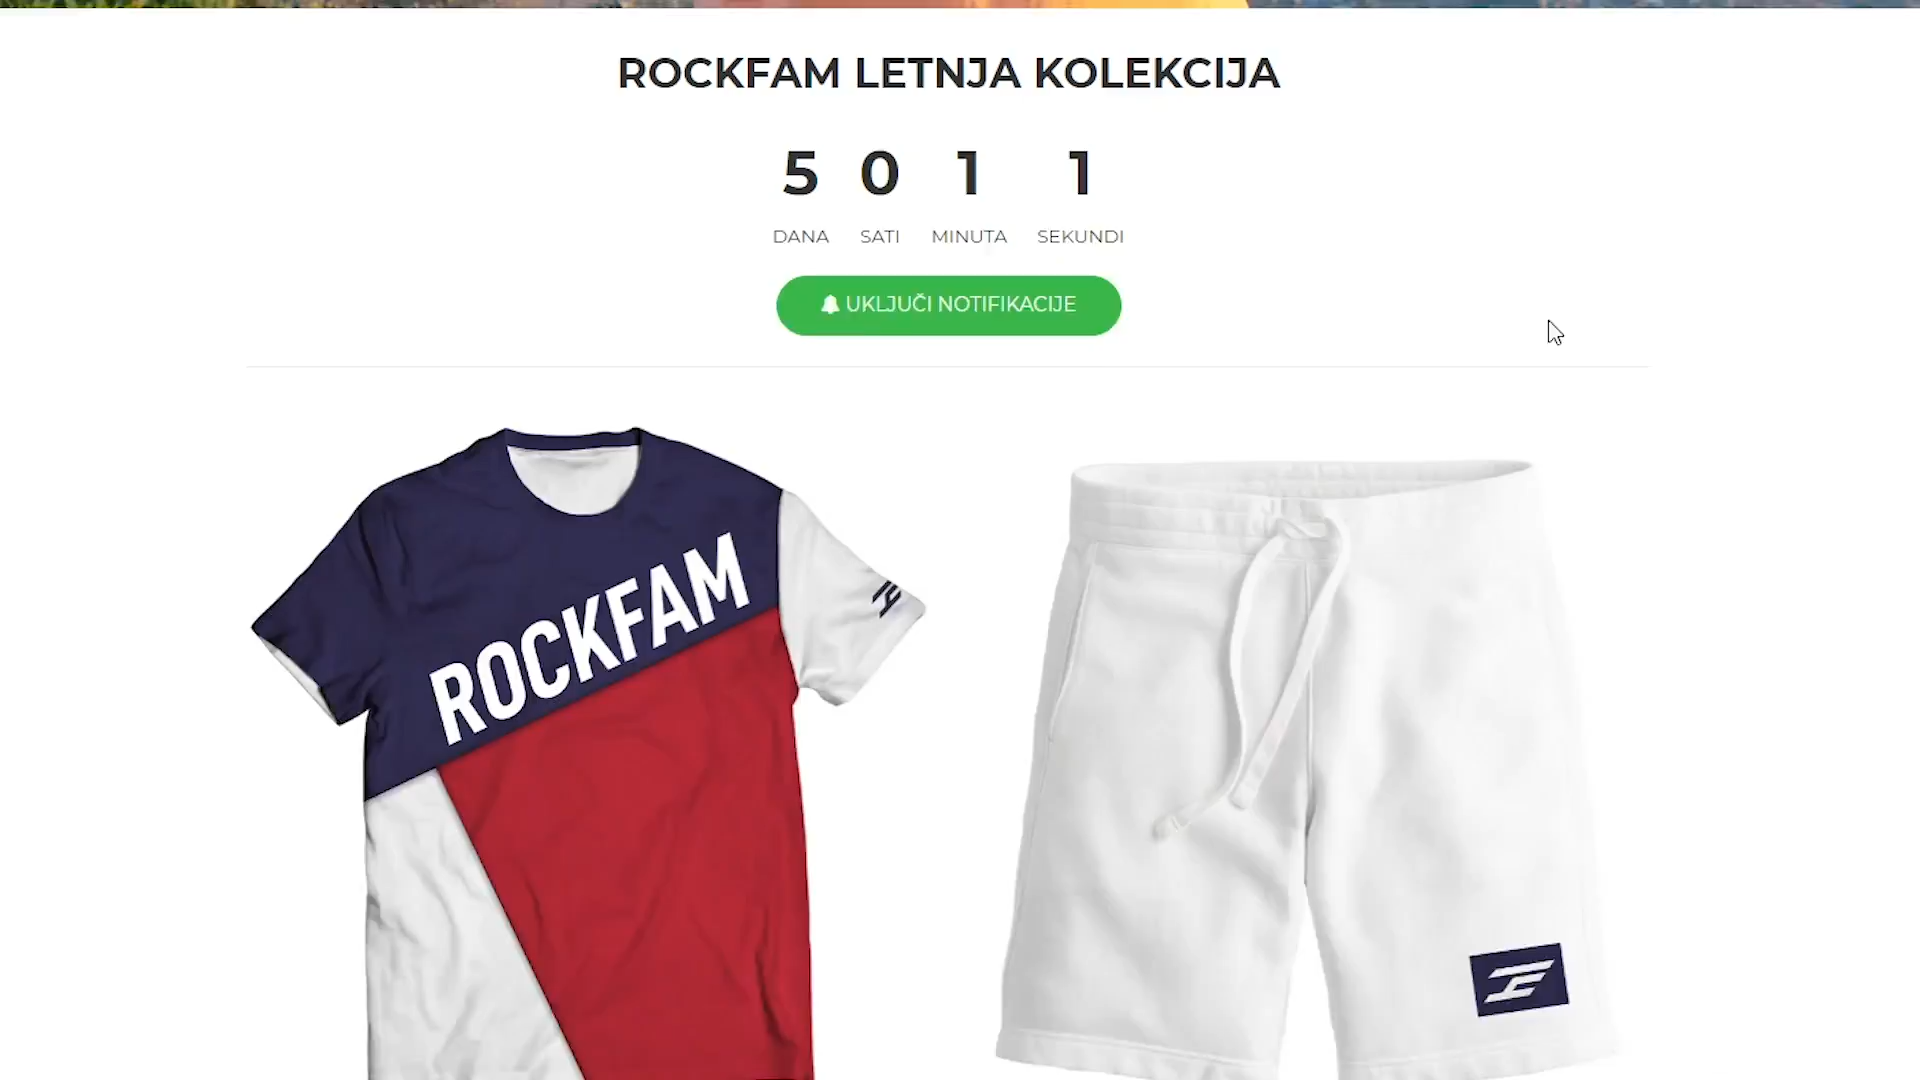 ROCKFAM LETNJA KOLEKCIJA
5 0 1 1
DANA SATI MINUTA SEKUNDI
UKLJUČI NOTIFIKACIJE
ROCKFAM